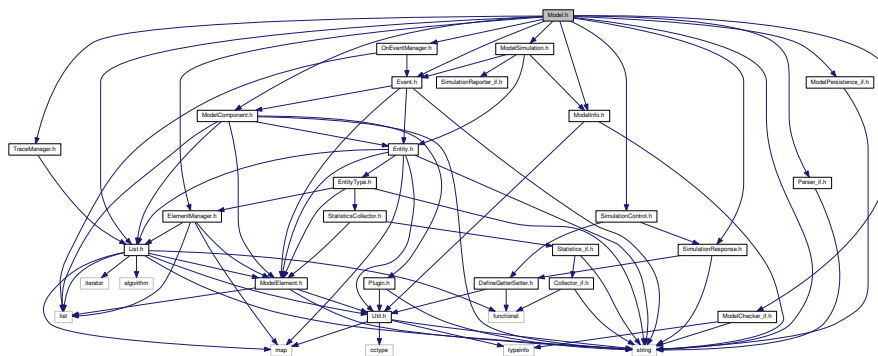 Model.h
OnEventManager.h
ModelSimulation.h
Event.h
SimulationReporter_if.h
ModelPersistence_if.h
ModelComponent.h
ModelInfo.h
TraceManager.h
Entity.h
EntityType.h
Parser_if.h
ElementManager.h
StatisticsCollector.h
SimulationControl.h
List.h
Statistics_if.h
SimulationResponse.h
iterator
algorithm
ModelElement.h
Plugin.h
DefineGetterSetter.h
Collector_if.h
list
Util.h
functional
ModelChecker_if.h
map
cctype
typeinfo
string